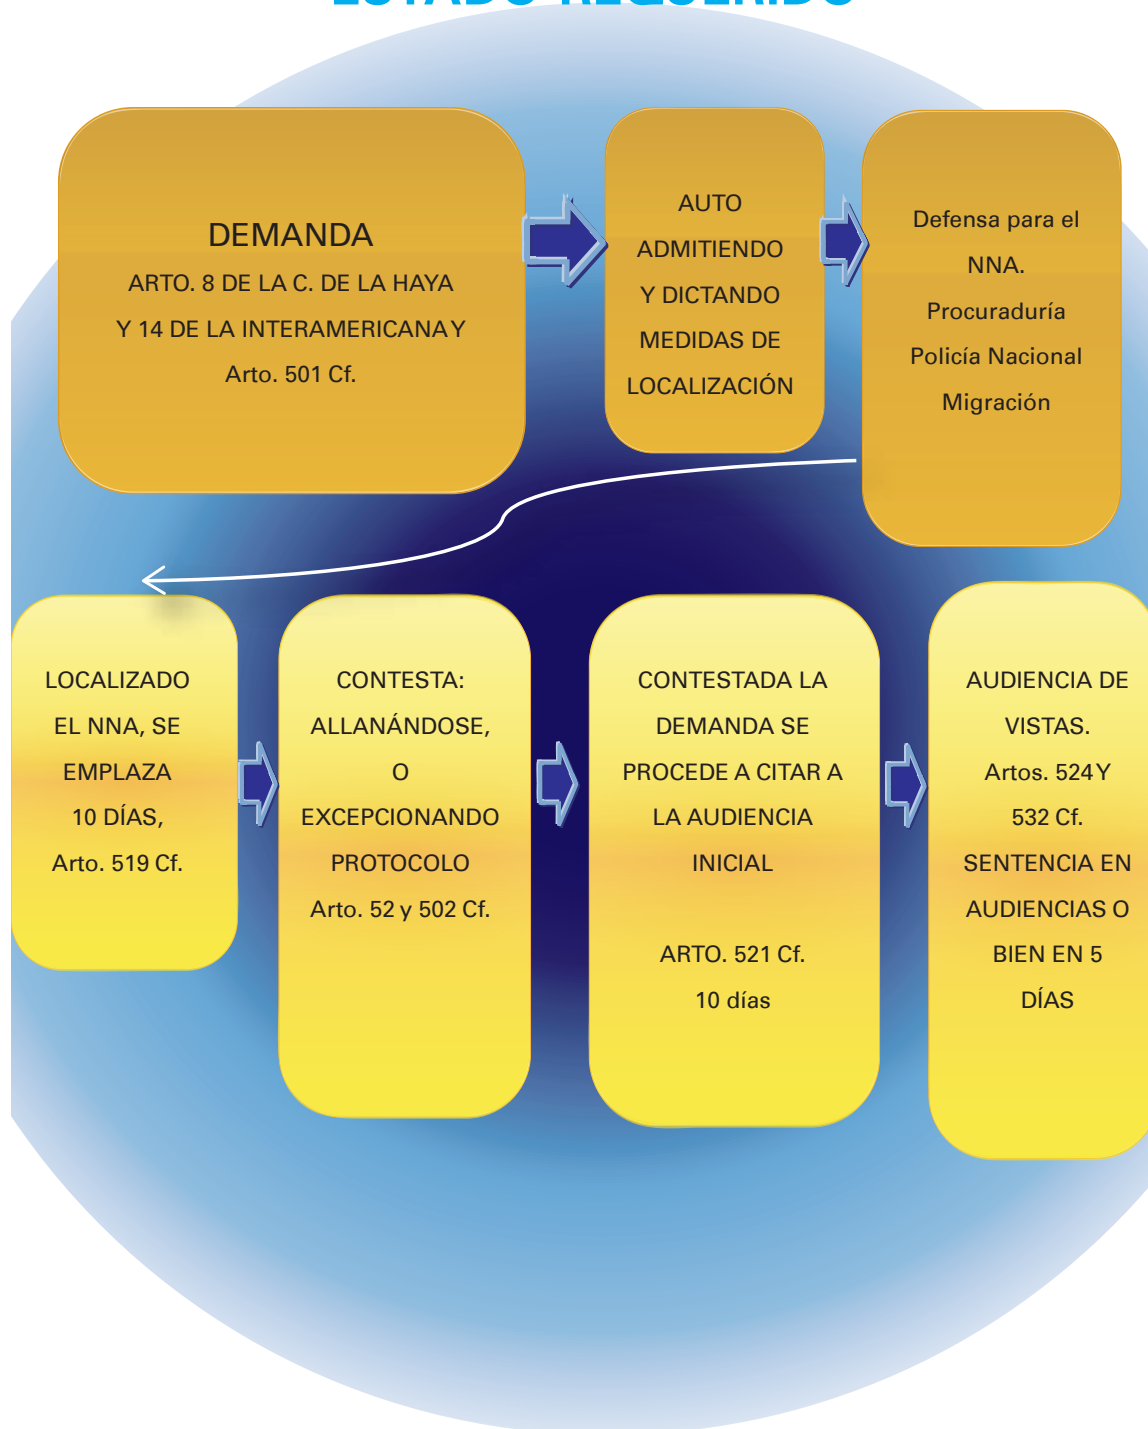 ESTADO REQUERIDO
DEMANDA
ARTO. 8 DE LA C. DE LA HAYA
Y 14 DE LA INTERAMERICANA Y
Arto. 501 Cf.
AUTO
ADMITIENDO
Y DICTANDO
MEDIDAS DE
LOCALIZACIÓN
Defensa para el
NNA.
Procuraduría
Policía Nacional
Migración
LOCALIZADO
EL NNA, SE
EMPLAZA
10 DÍAS,
Arto. 519 Cf.
CONTESTA:
ALLANÁNDOSE,
O
EXCEPCIONANDO
PROTOCOLO
Arto. 52 y 502 Cf.
CONTESTADA LA
DEMANDA SE
PROCEDE A CITAR A
LA AUDIENCIA
INICIAL
ARTO. 521 Cf.
10 días
AUDIENCIA DE
VISTAS.
Artos. 524 Y
532 Cf.
SENTENCIA EN
AUDIENCIAS O
BIEN EN 5
DÍAS